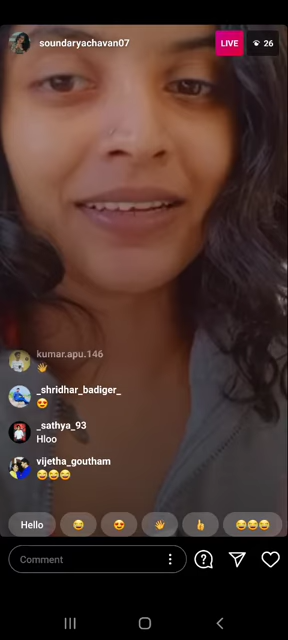 soundaryachavan07
LIVE
26
kumar.apu.146
👋
_shridhar_badiger_
😍
_sathya_93
Hloo
vijetha_goutham
😂😂😂
Hello 😂 😍 👋 👍 😂😂😂
Comment